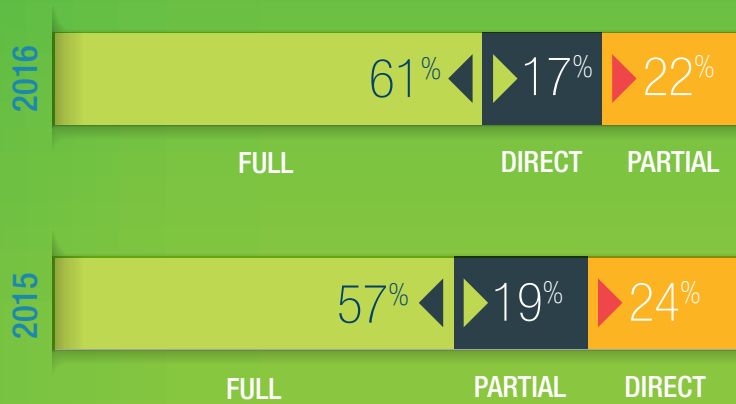 2016
61% 17% 22%
FULL DIRECT PARTIAL
2015
57% 19% 24%
FULL PARTIAL DIRECT